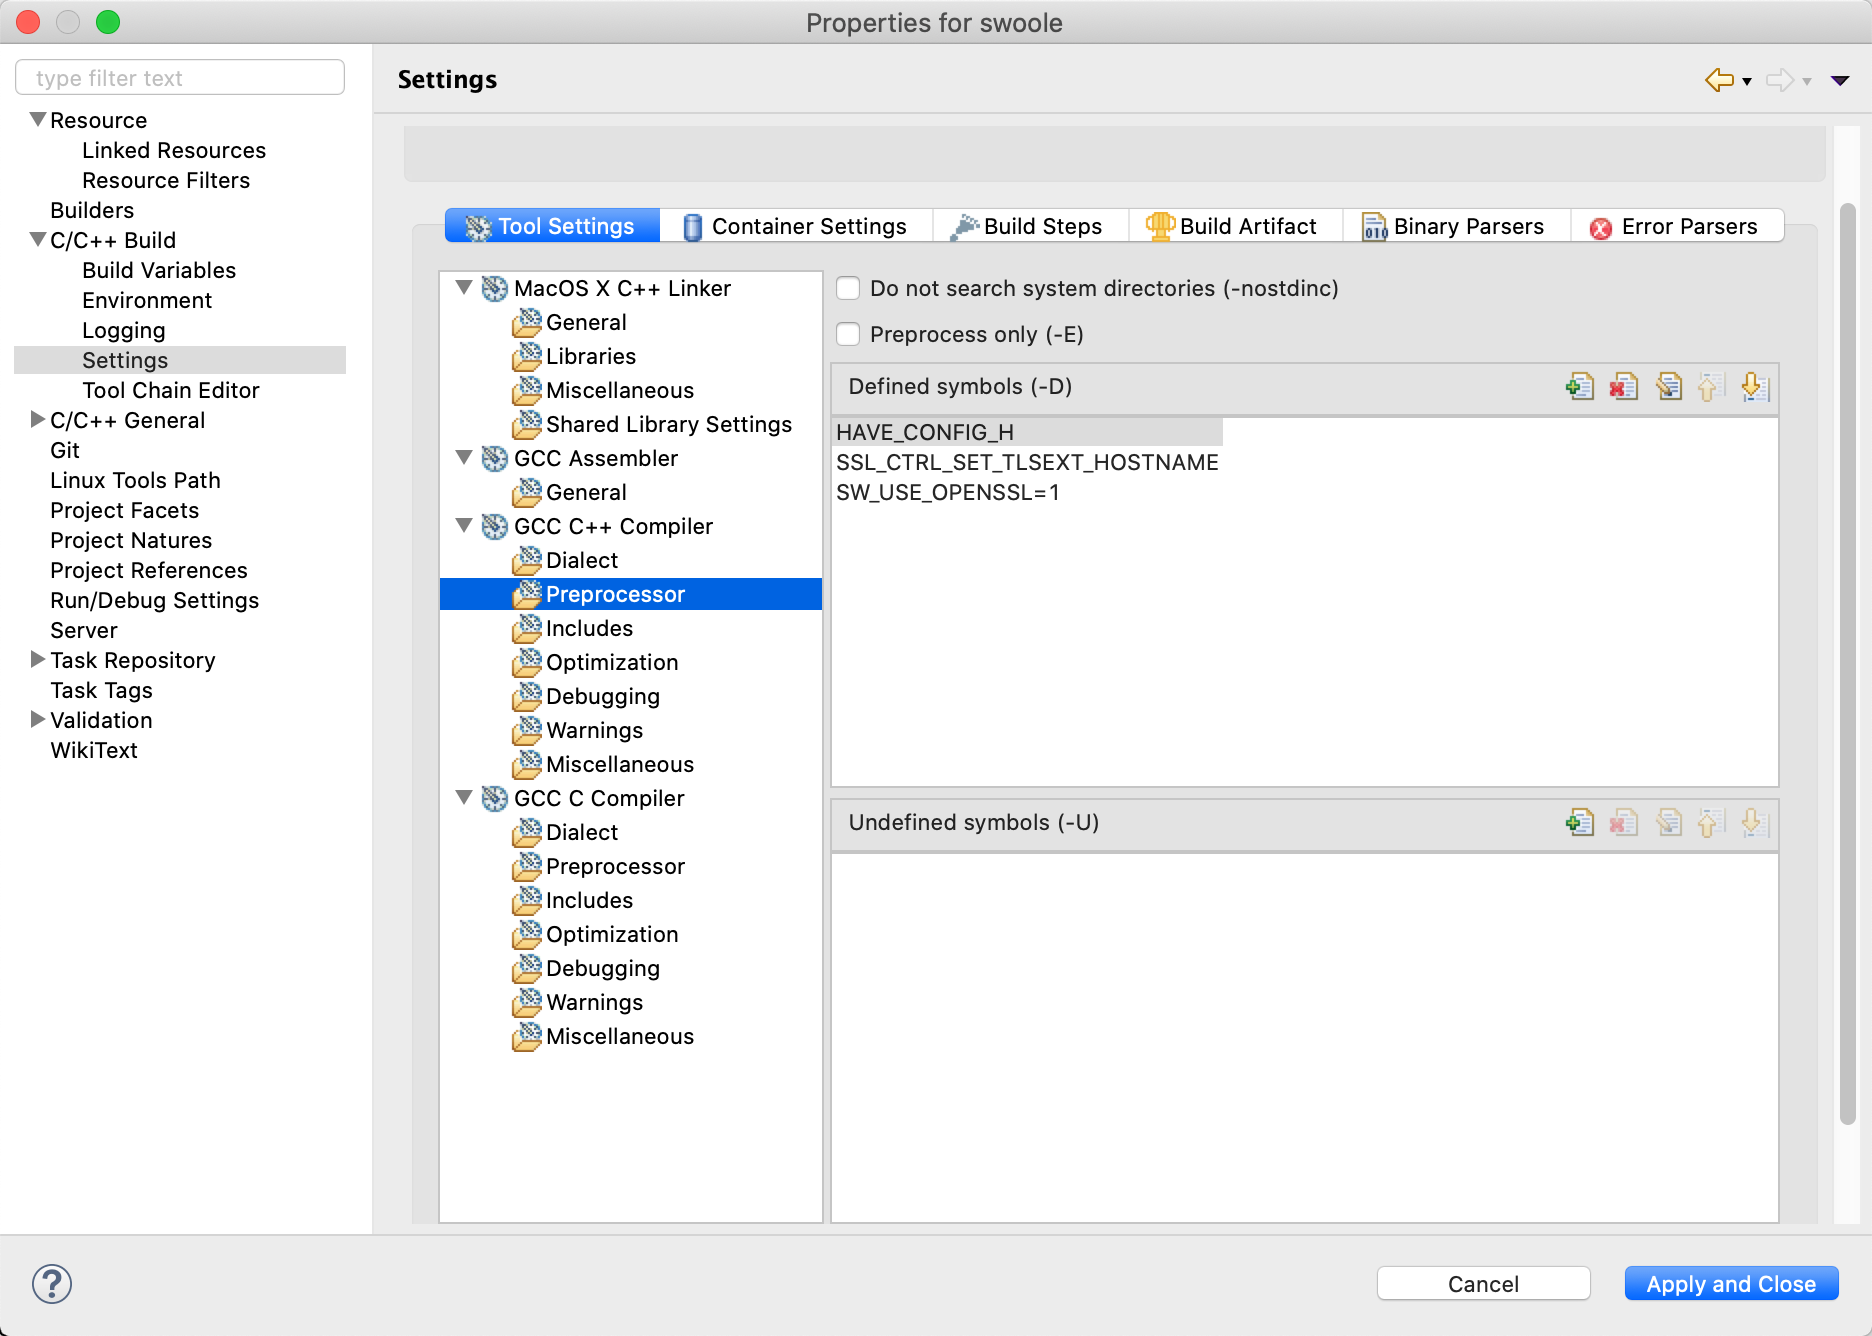 Properties for swoole
type filter text
Resource
Linked Resources
Resource Filters
Builders
C/C++ Build
Build Variables
Environment
Logging
Settings
Tool Chain Editor
C/C++ General
Git
Linux Tools Path
Project Facets
Project Natures
Project References
Run/Debug Settings
Server
Task Repository
Task Tags
Validation
WikiText
Settings
Tool Settings
Container Settings
Build Steps
Build Artifact
010
Binary Parsers
Error Parsers
MacOS X C++ Linker
General
Libraries
Miscellaneous
Shared Library Settings
GCC Assembler
General
GCC C++ Compiler
Dialect
Preprocessor
Includes
Optimization
Debugging
Warnings
Miscellaneous
GCC C Compiler
Dialect
Preprocessor
Includes
Optimization
Debugging
Warnings
Miscellaneous
Do not search system directories (-nostdinc)
Preprocess only (-E)
Defined symbols (-D)
HAVE_CONFIG_H
SSL_CTRL_SET_TLSEXT_HOSTNAME
SW_USE_OPENSSL=1
Undefined symbols (-U)
?
Cancel
Apply and Close